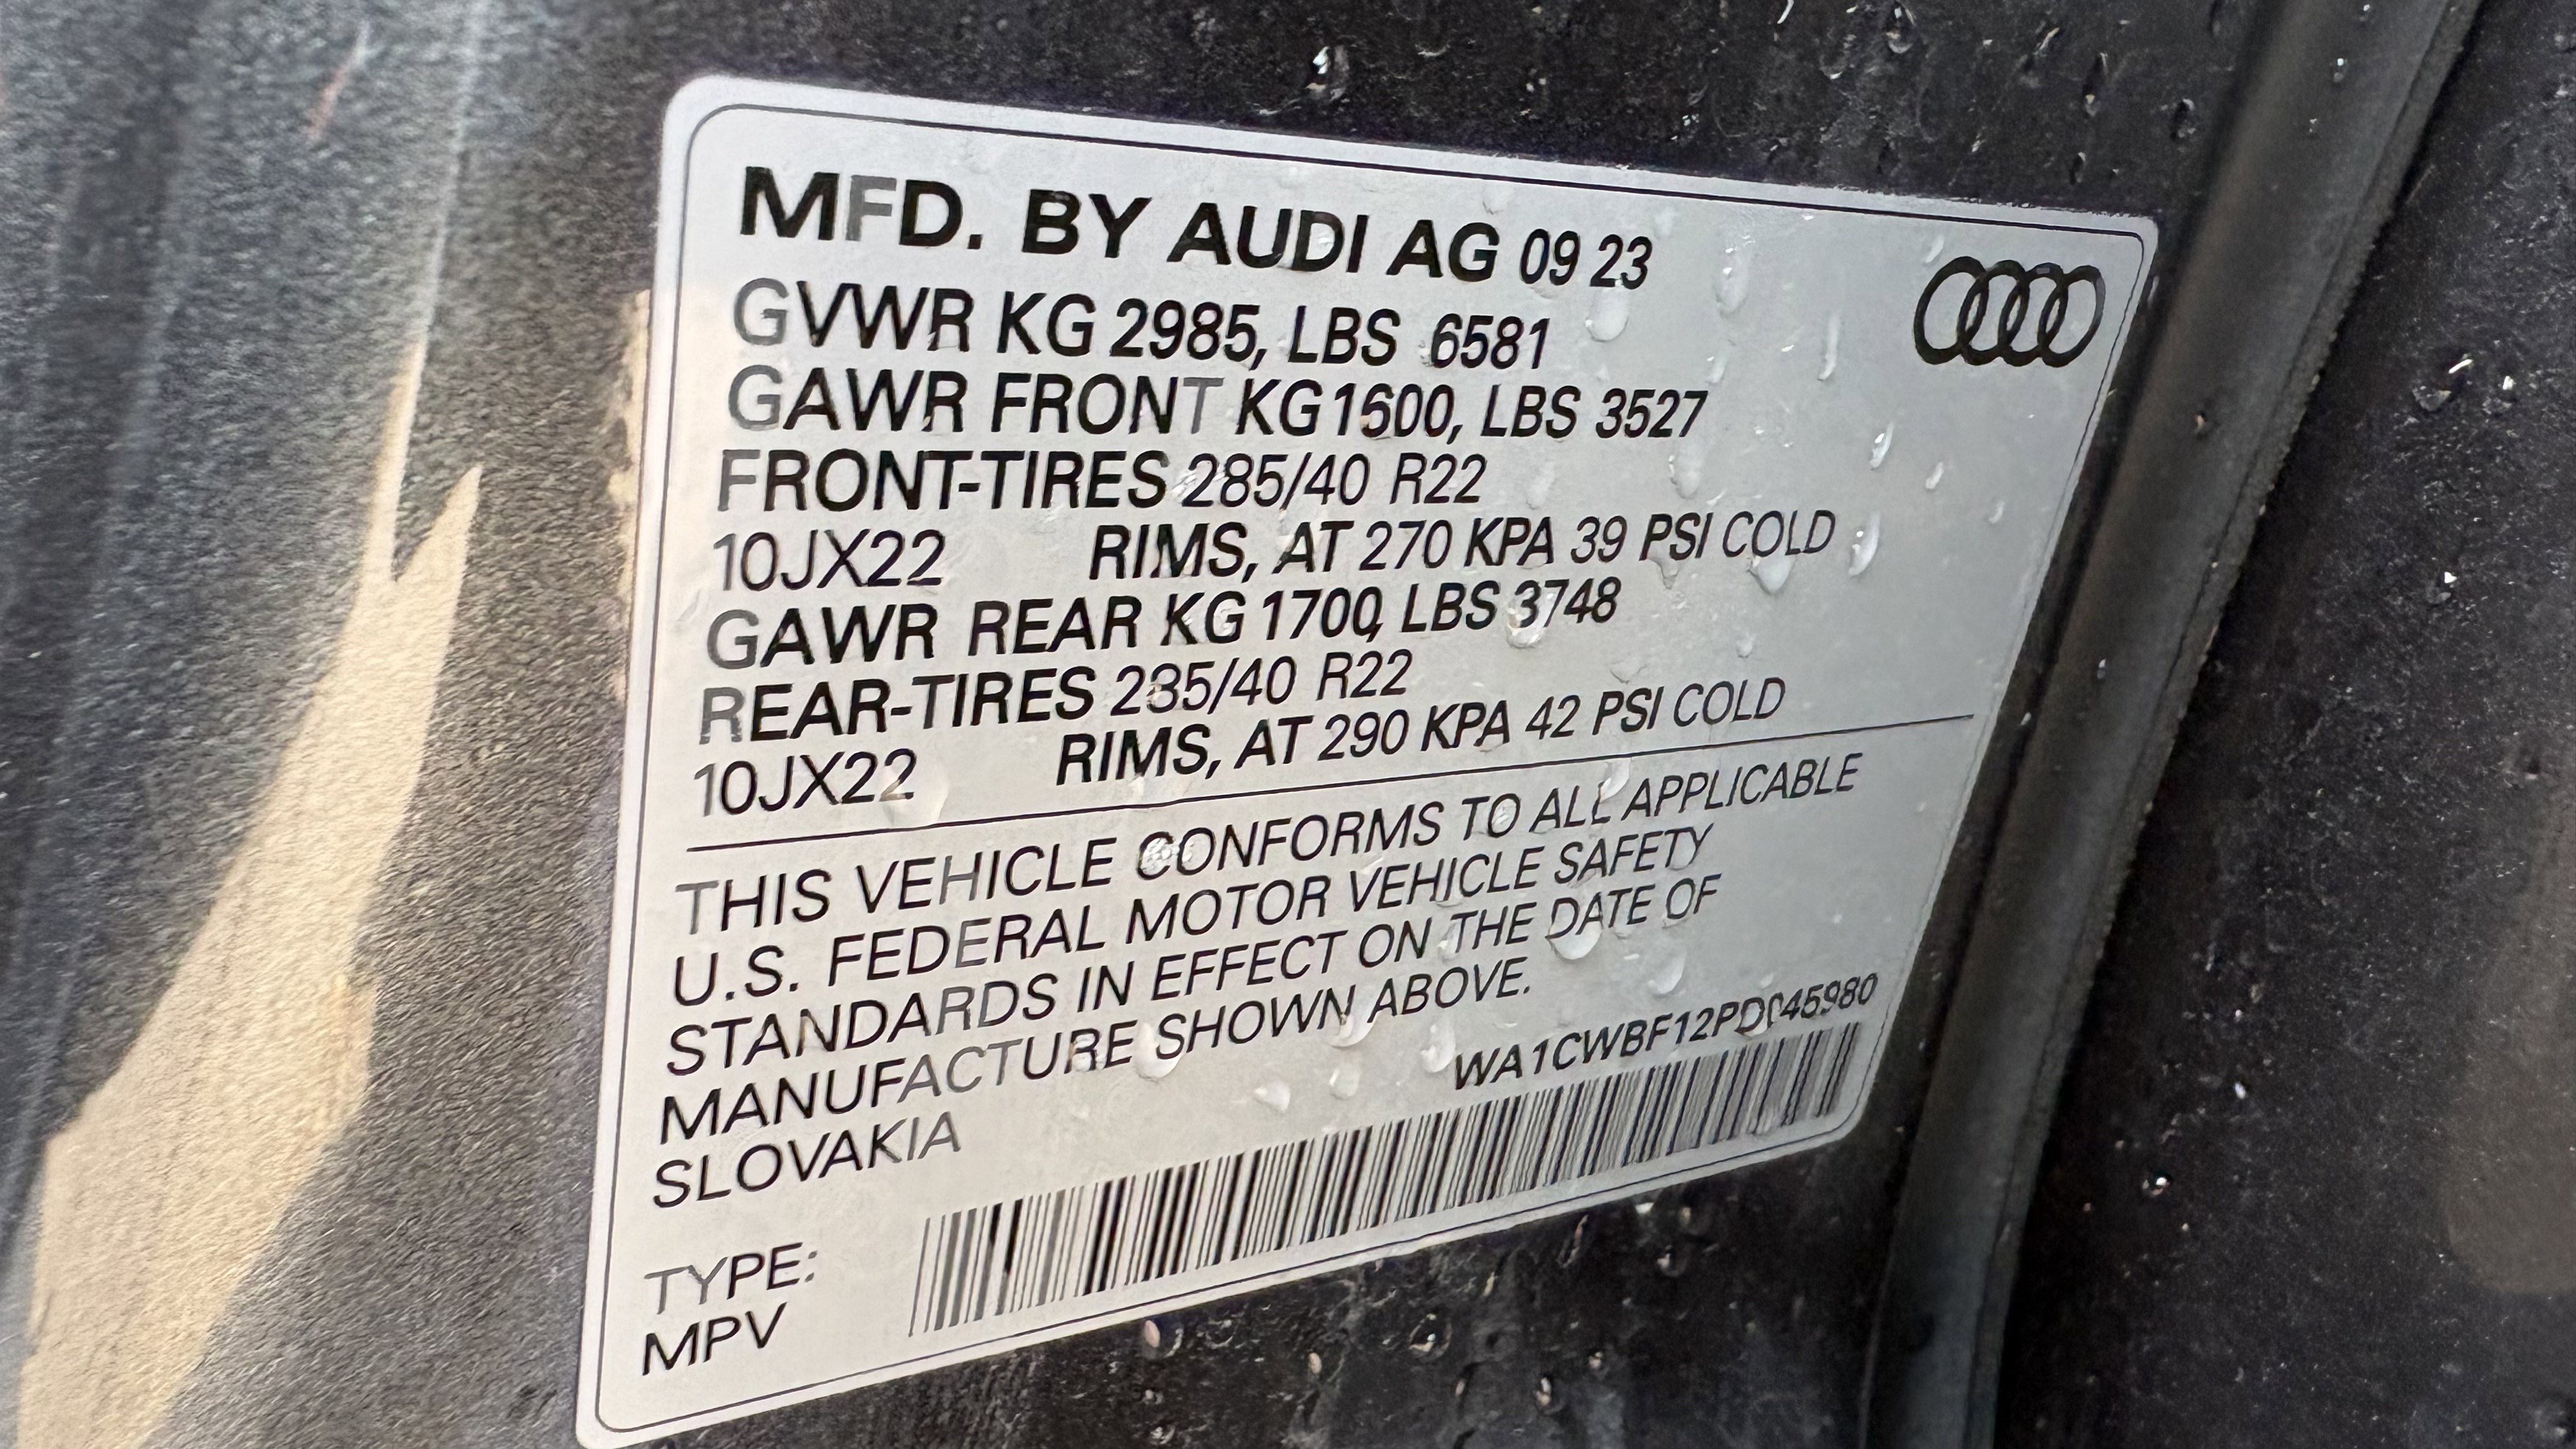 MFD. BY AUDI AG 09 23
GVWR KG 2985, LBS 6581
GAWR FRONT KG 1600, LBS 3527
FRONT-TIRES 285/40 R22
10JX22 RIMS, AT 270 KPA 39 PSI COLD
GAWR REAR KG 1700, LBS 3748
REAR-TIRES 285/40 R22
10JX22 RIMS, AT 290 KPA 42 PSI COLD
THIS VEHICLE CONFORMS TO ALL APPLICABLE
U.S. FEDERAL MOTOR VEHICLE SAFETY
STANDARDS IN EFFECT ON THE DATE OF
MANUFACTURE SHOWN ABOVE.
SLOVAKIA
TYPE:
MPV